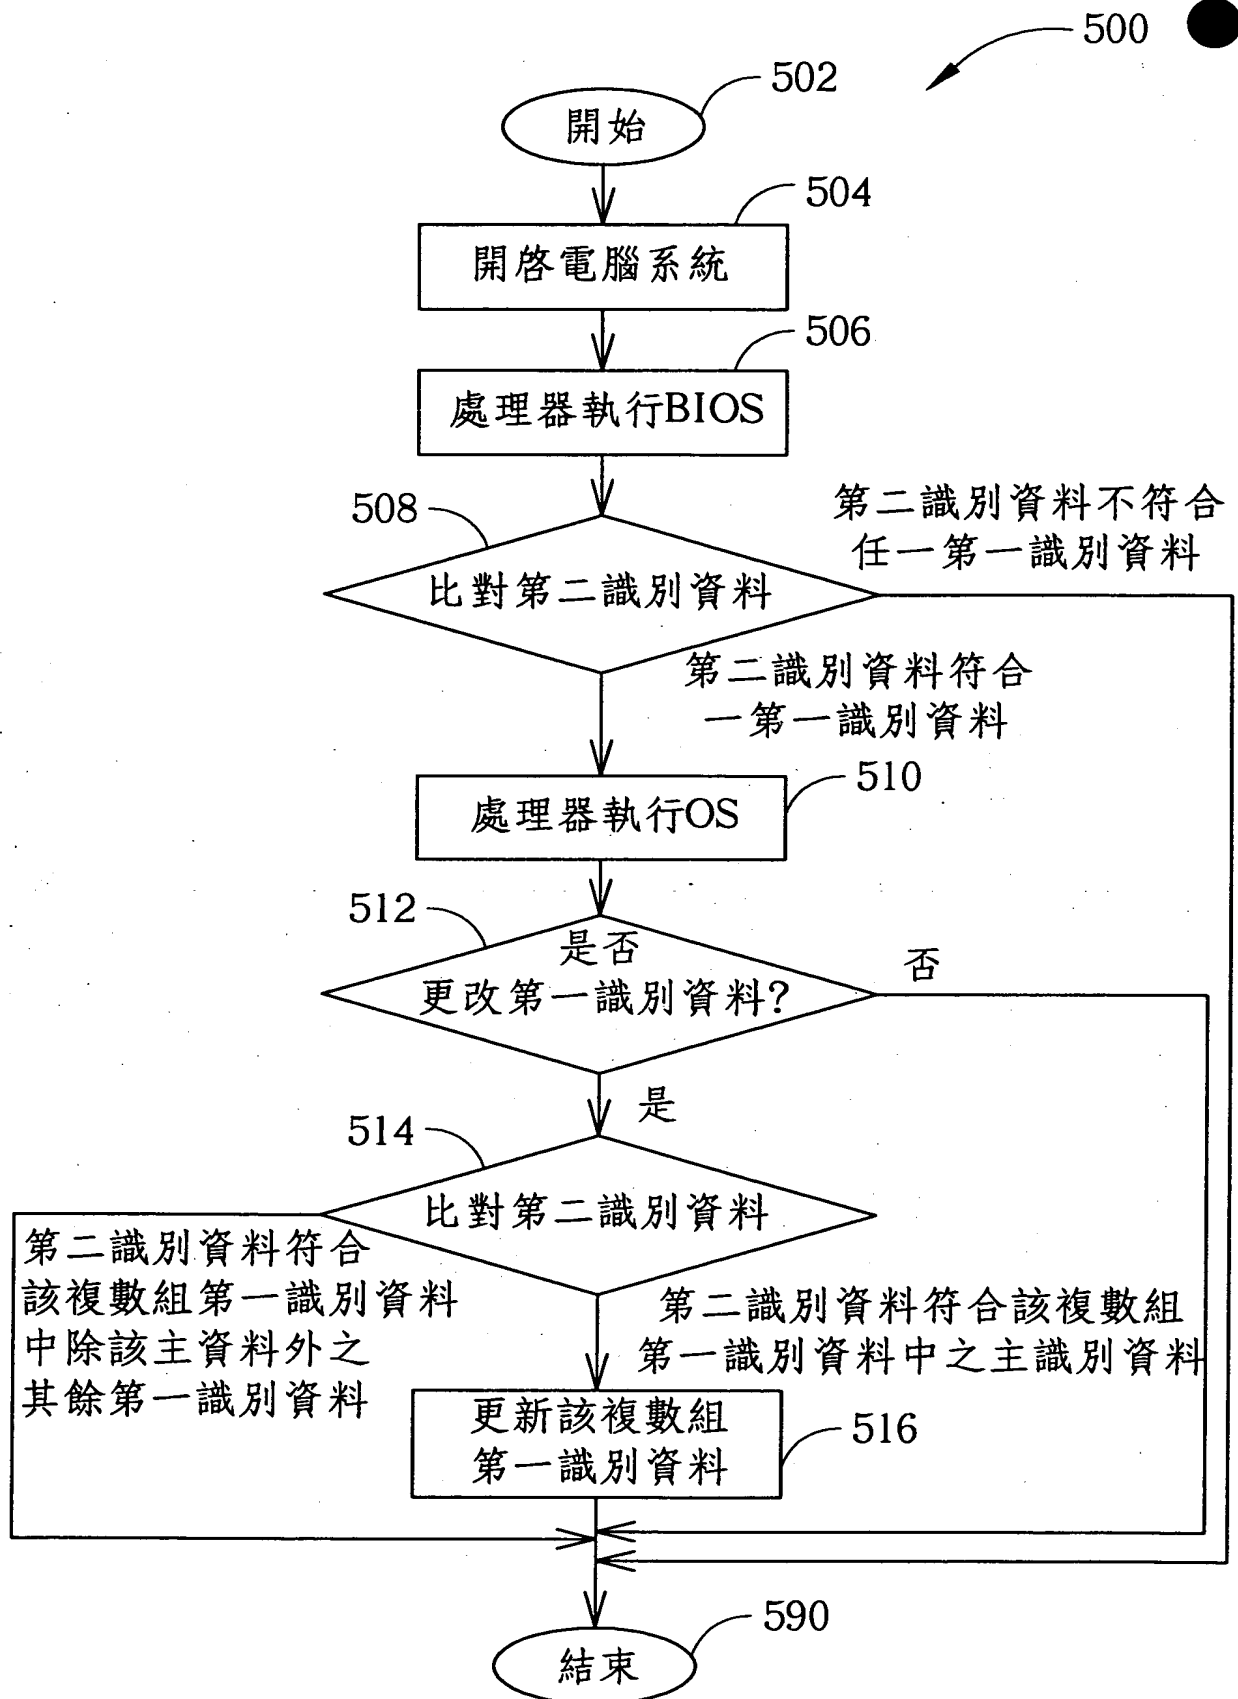 500
502
開始
504
開啓電腦系統
506
處理器執行BIOS
508
比對第二識別資料
第二識別資料不符合
任一第一識別資料
第二識別資料符合
一第一識別資料
510
處理器執行OS
512
是否
更改第一識別資料?
否
是
514
比對第二識別資料
第二識別資料符合
該複數組第一識別資料
中除該主資料外之
其餘第一識別資料
第二識別資料符合該複數組
第一識別資料中之主識別資料
更新該複數組
第一識別資料
516
590
結束